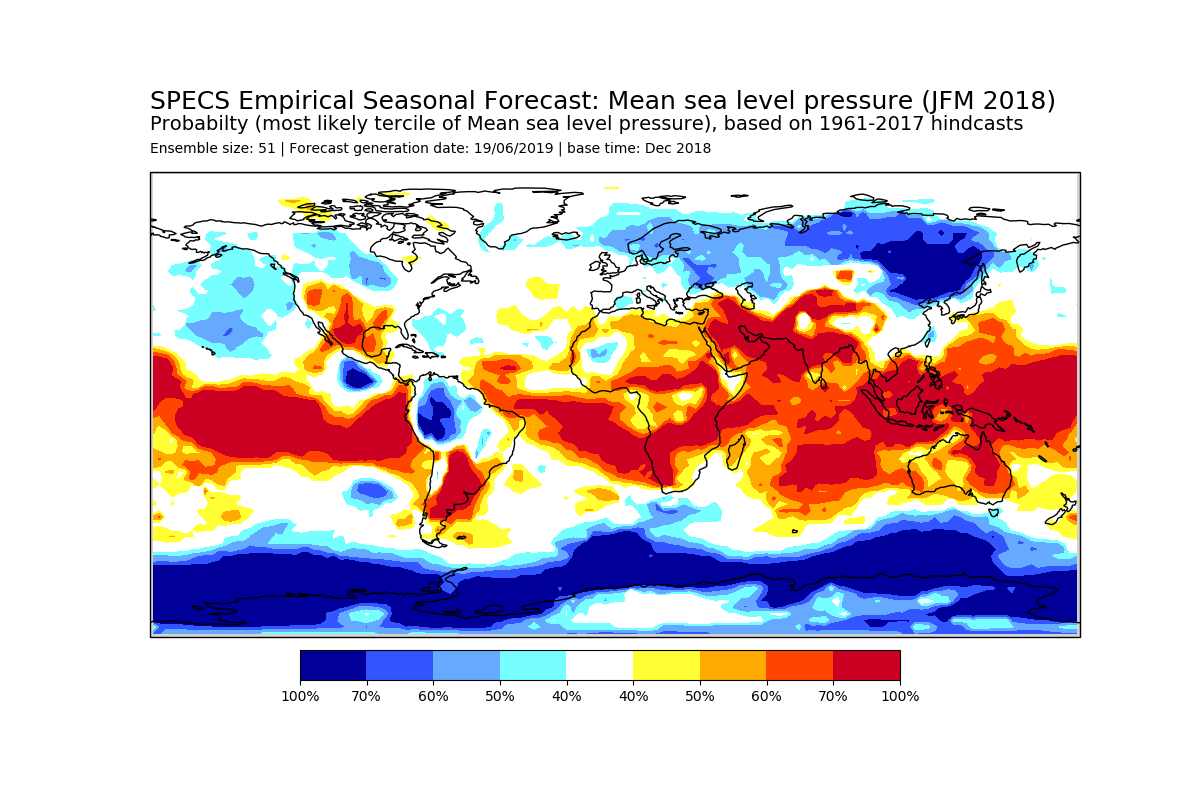 SPECS Empirical Seasonal Forecast: Mean sea level pressure (JFM 2018)
Probabilty (most likely tercile of Mean sea level pressure), based on 1961-2017 hindcasts
Ensemble size: 51 | Forecast generation date: 19/06/2019 | base time: Dec 2018
100% 70% 60% 50% 40% 40% 50% 60% 70% 100%